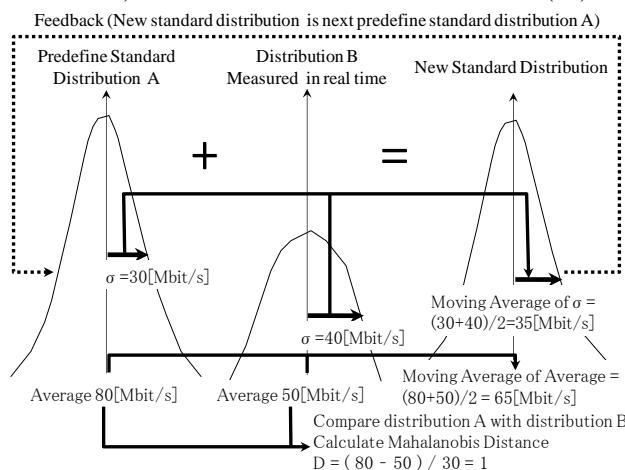 Feedback (New standard distribution is next predefine standard distribution A)
Predefine Standard
Distribution A
Distribution B
Measured in real time
New Standard Distribution
+
=
σ=30[Mbit/s]
σ=40[Mbit/s]
Moving Average of σ =
(30+40)/2=35[Mbit/s]
Average 80[Mbit/s]
Average 50[Mbit/s]
Moving Average of Average =
(80+50)/2 = 65[Mbit/s]
Compare distribution A with distribution B
Calculate Mahalanobis Distance
D = ( 80 - 50 ) / 30 = 1